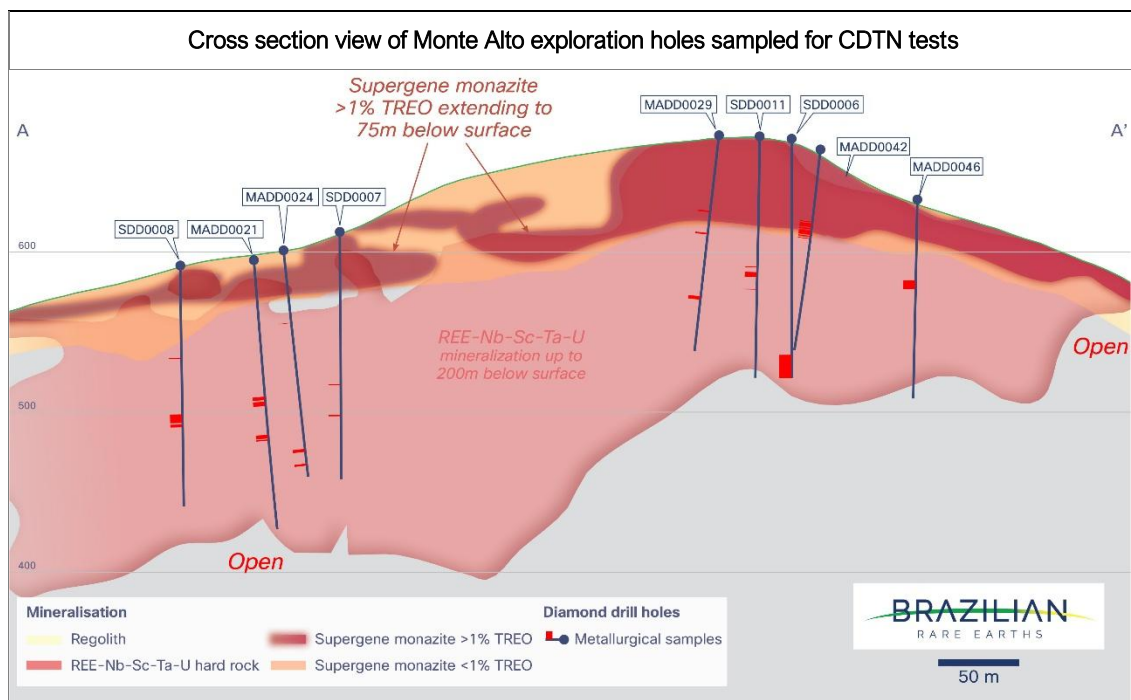 Cross section view of Monte Alto exploration holes sampled for CDTN tests
Supergene monazite
>1% TREO extending to
75m below surface
A
A'
MADD0029
SDD0011
SDD0006
MADD0042
MADD0046
MADD0024
SDD0007
SDD0008
MADD0021
600
REE-Nb-Sc-Ta-U
mineralization up to
200m below surface
Open
500
Open
400
Mineralisation
Regolith
REE-Nb-Sc-Ta-U hard rock
Supergene monazite >1% TREO
Supergene monazite <1% TREO
Diamond drill holes
Metallurgical samples
BRAZILIAN
RARE EARTHS
50 m